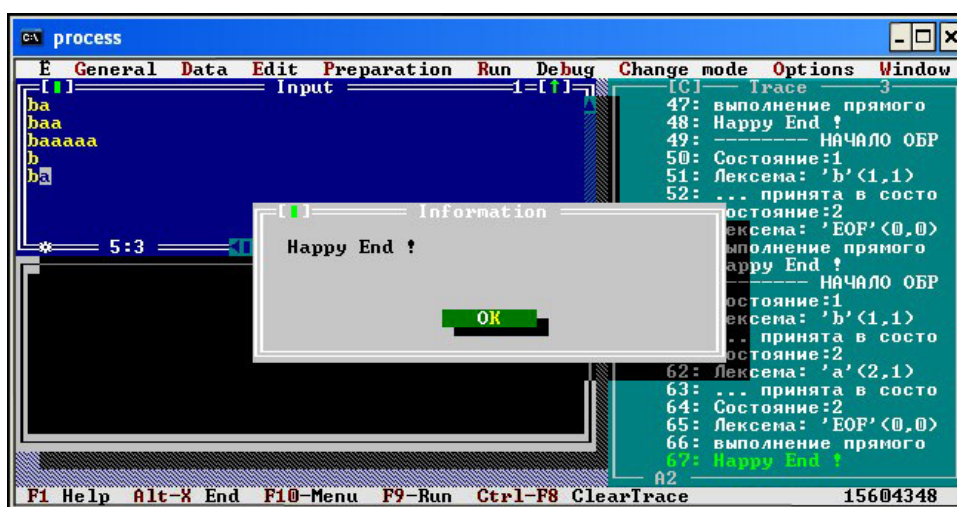 process
Ë General Data Edit Preparation Run Debug Change mode Options Window
Input 1=[↑]
ba
baa
baaaaa
b
ba
5:3
[C] Trace 3
47: выполнение прямого
48: Happy End !
49: -------- НАЧАЛО ОБР
50: Состояние:1
51: Лексема: 'b'(1,1)
52: ... принята в состо
остояние:2
ексема: 'EOF'(0,0)
ыполнение прямого
appy End !
------- НАЧАЛО ОБР
остояние:1
ексема: 'b'(1,1)
.. принята в состо
остояние:2
62: Лексема: 'a'(2,1)
63: ... принята в состо
64: Состояние:2
65: Лексема: 'EOF'(0,0)
66: выполнение прямого
67: Happy End !
A2
Information
Happy End !
OK
F1 Help Alt-X End F10-Menu F9-Run Ctrl-F8 ClearTrace 15604348